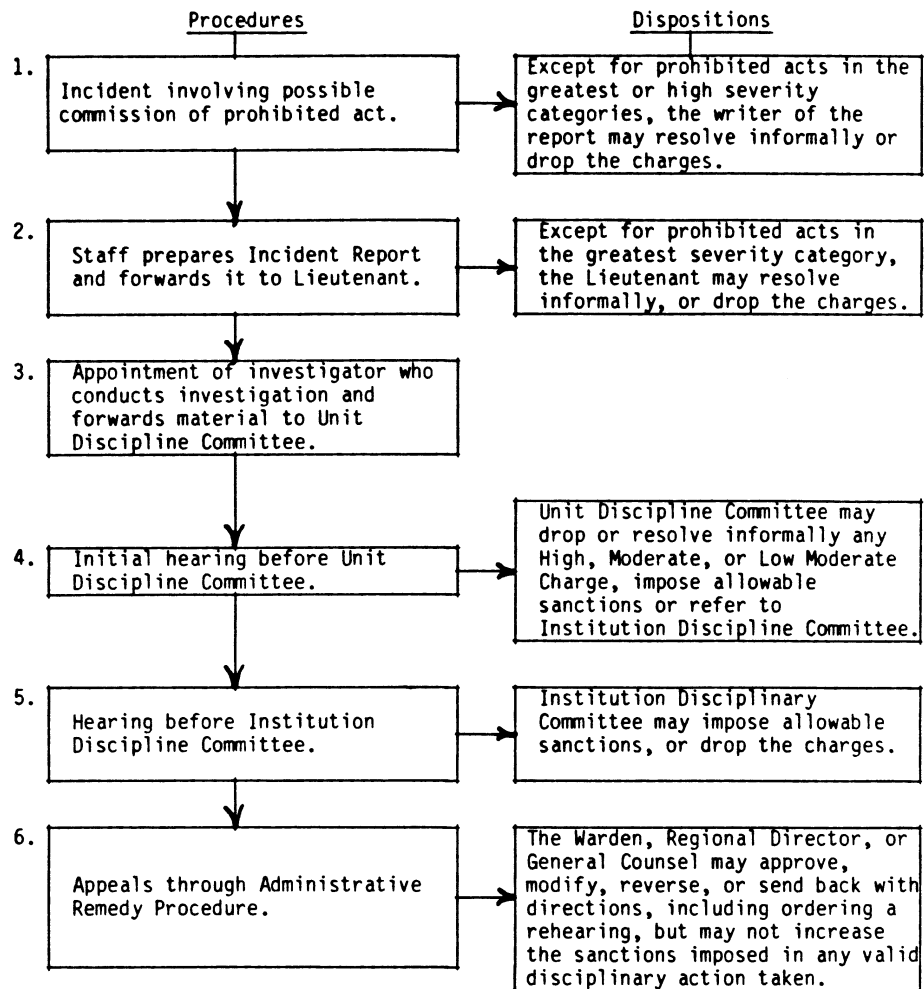 Procedures
Dispositions
1.
Incident involving possible
commission of prohibited act.
Except for prohibited acts in the
greatest or high severity
categories, the writer of the
report may resolve informally or
drop the charges.
2.
Staff prepares Incident Report
and forwards it to Lieutenant.
Except for prohibited acts in
the greatest severity category,
the Lieutenant may resolve
informally, or drop the charges.
3.
Appointment of investigator who
conducts investigation and
forwards material to Unit
Discipline Committee.
4.
Initial hearing before Unit
Discipline Committee.
Unit Discipline Committee may
drop or resolve informally any
High, Moderate, or Low Moderate
Charge, impose allowable
sanctions or refer to
Institution Discipline Committee.
5.
Hearing before Institution
Discipline Committee.
Institution Disciplinary
Committee may impose allowable
sanctions, or drop the charges.
6.
Appeals through Administrative
Remedy Procedure.
The Warden, Regional Director, or
General Counsel may approve,
modify, reverse, or send back with
directions, including ordering a
rehearing, but may not increase
the sanctions imposed in any valid
disciplinary action taken.